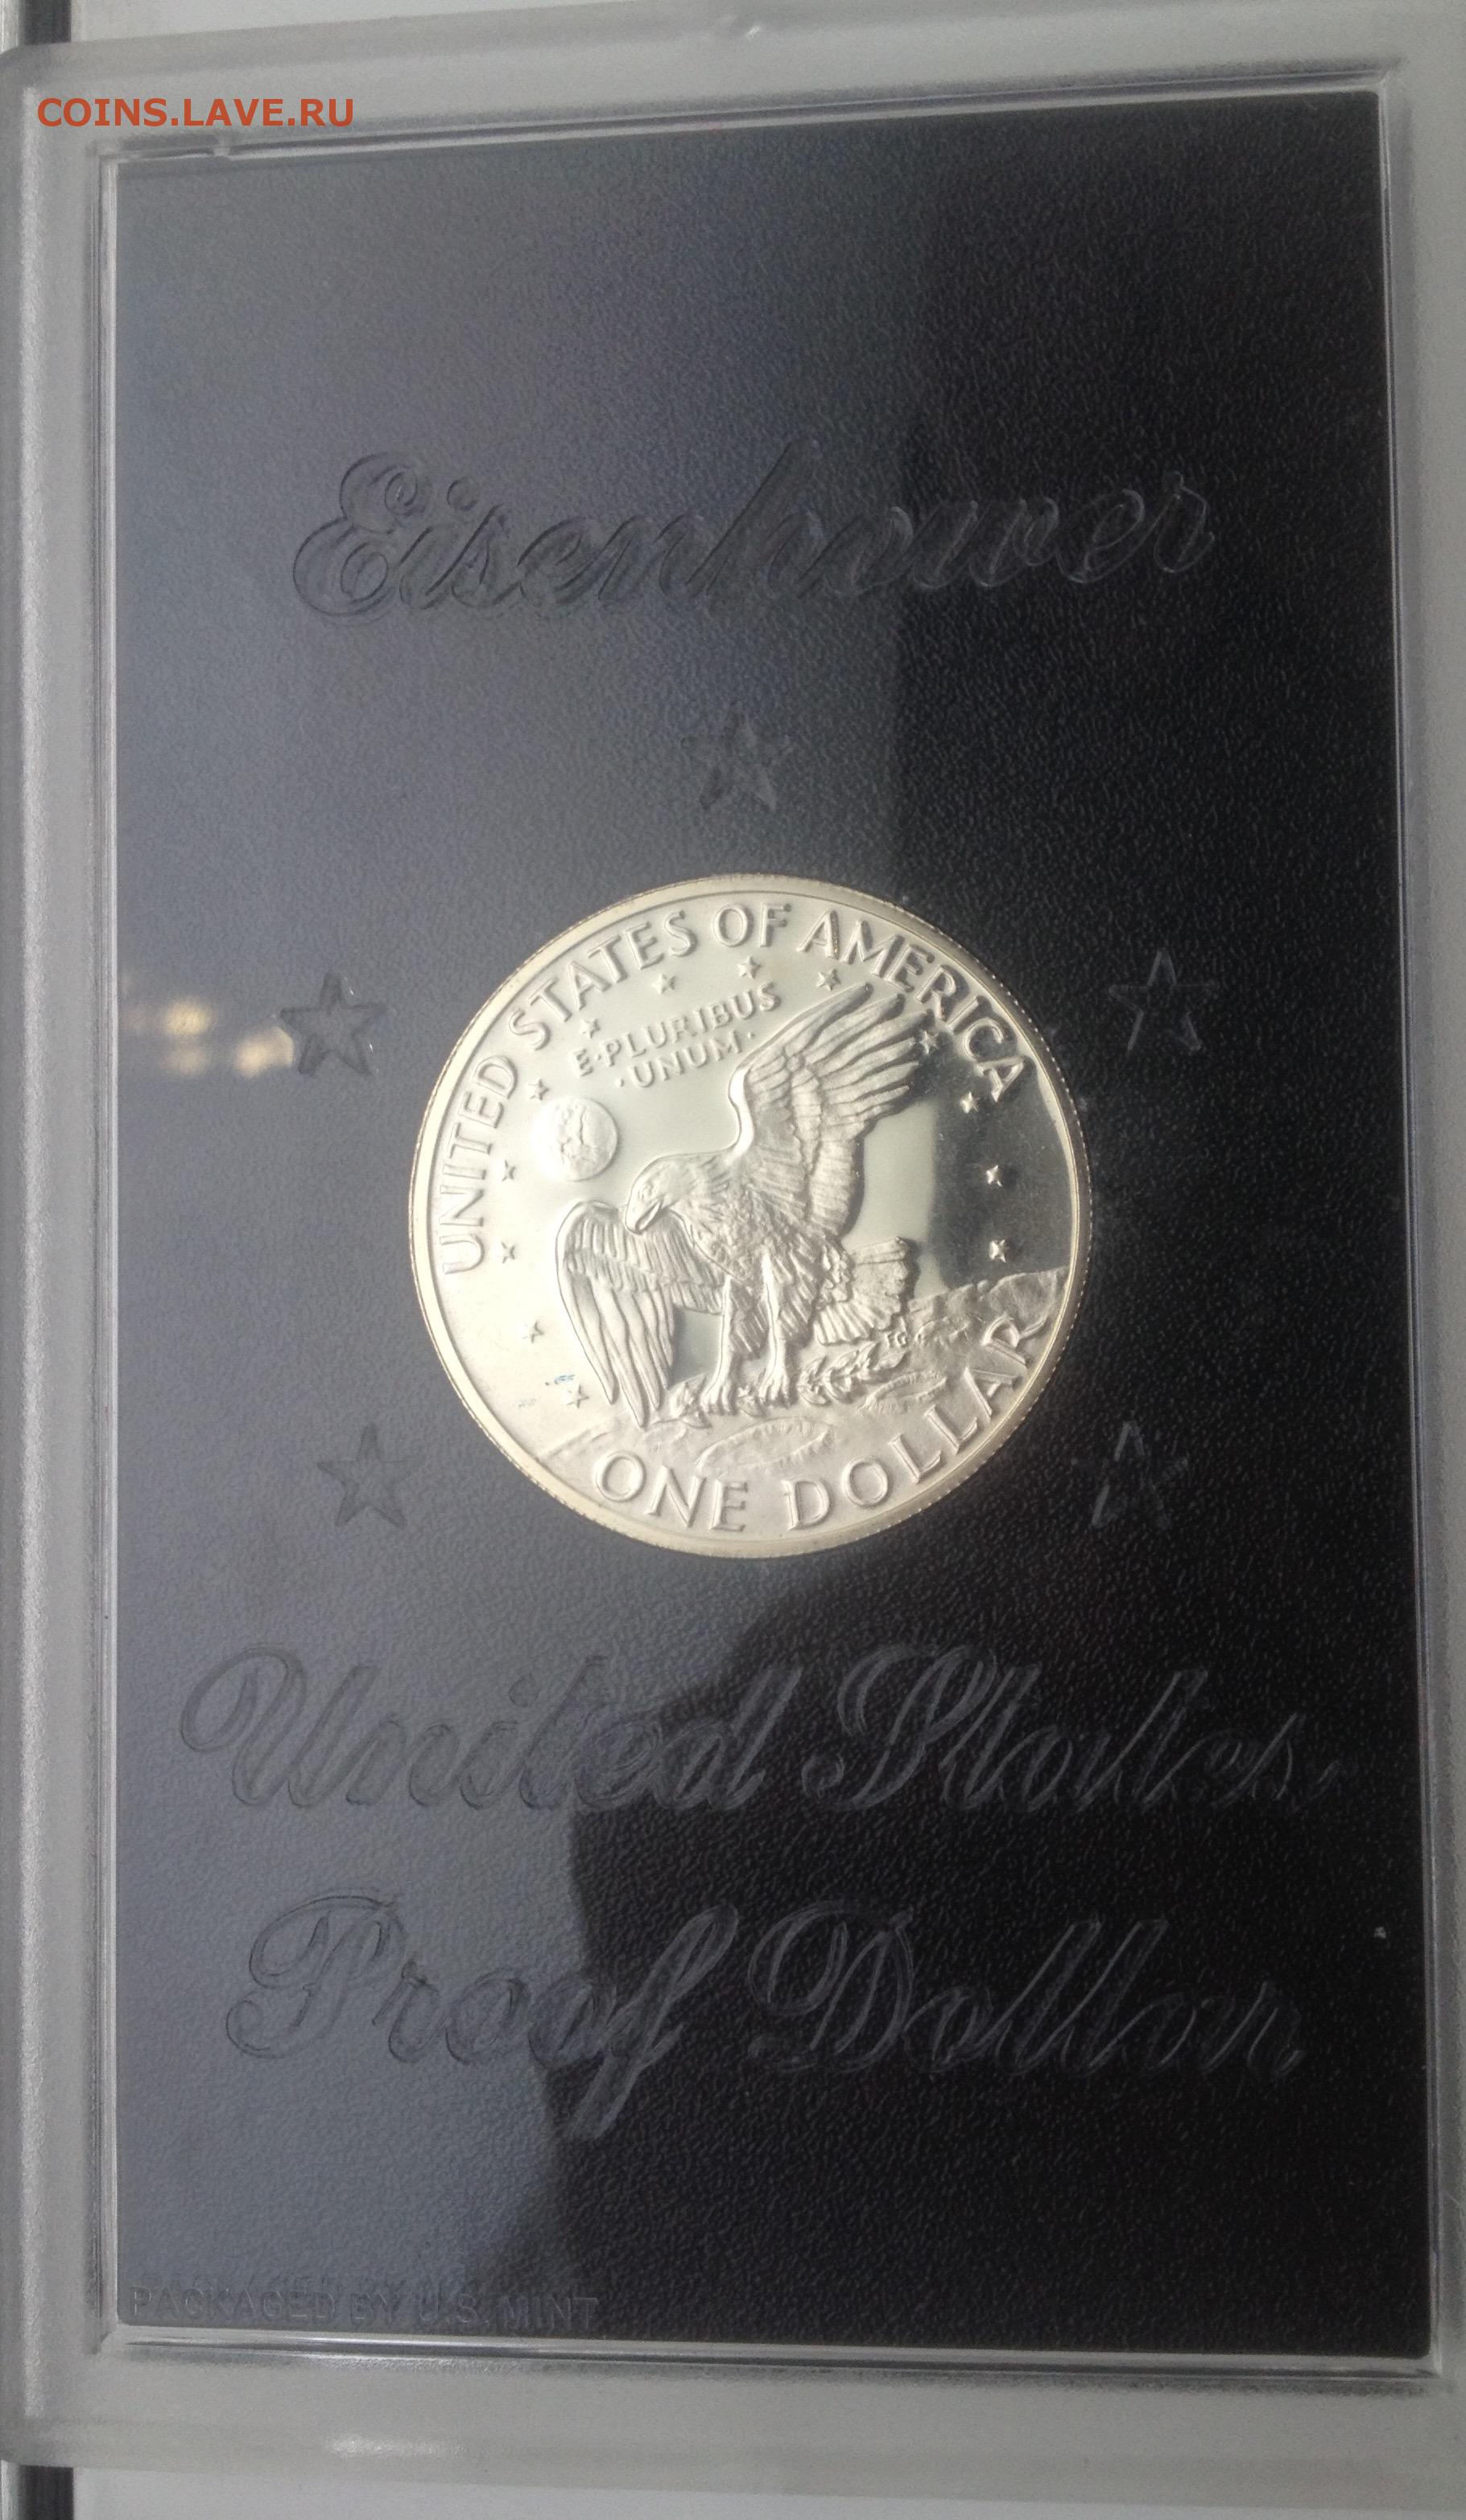 COINS.LAVE.RU
Eisenhower
UNITED STATES OF AMERICA
E·PLURIBUS
·UNUM·
FG
ONE DOLLAR
United States
Proof Dollar
PACKAGED BY U.S. MINT